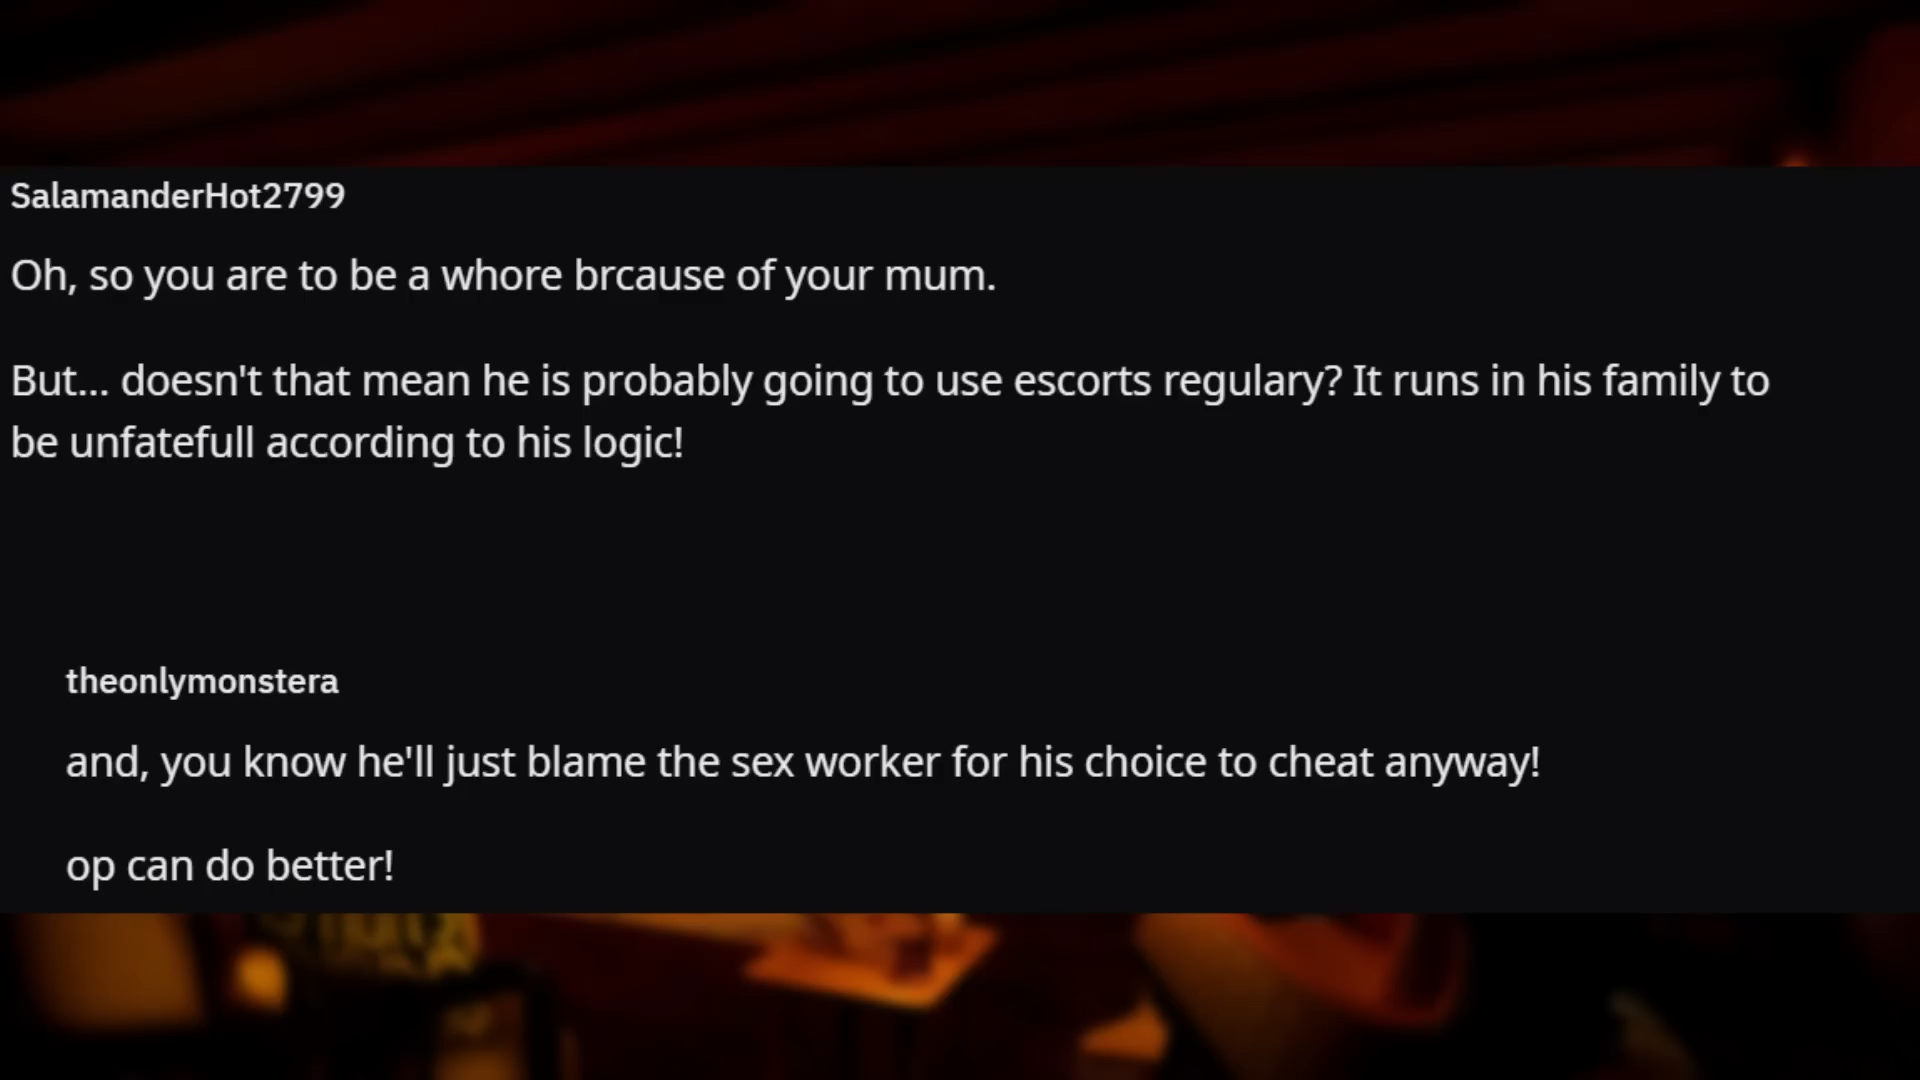 SalamanderHot2799
Oh, so you are to be a whore brcause of your mum.
But... doesn't that mean he is probably going to use escorts regulary? It runs in his family to
be unfatefull according to his logic!
theonlymonstera
and, you know he'll just blame the sex worker for his choice to cheat anyway!
op can do better!